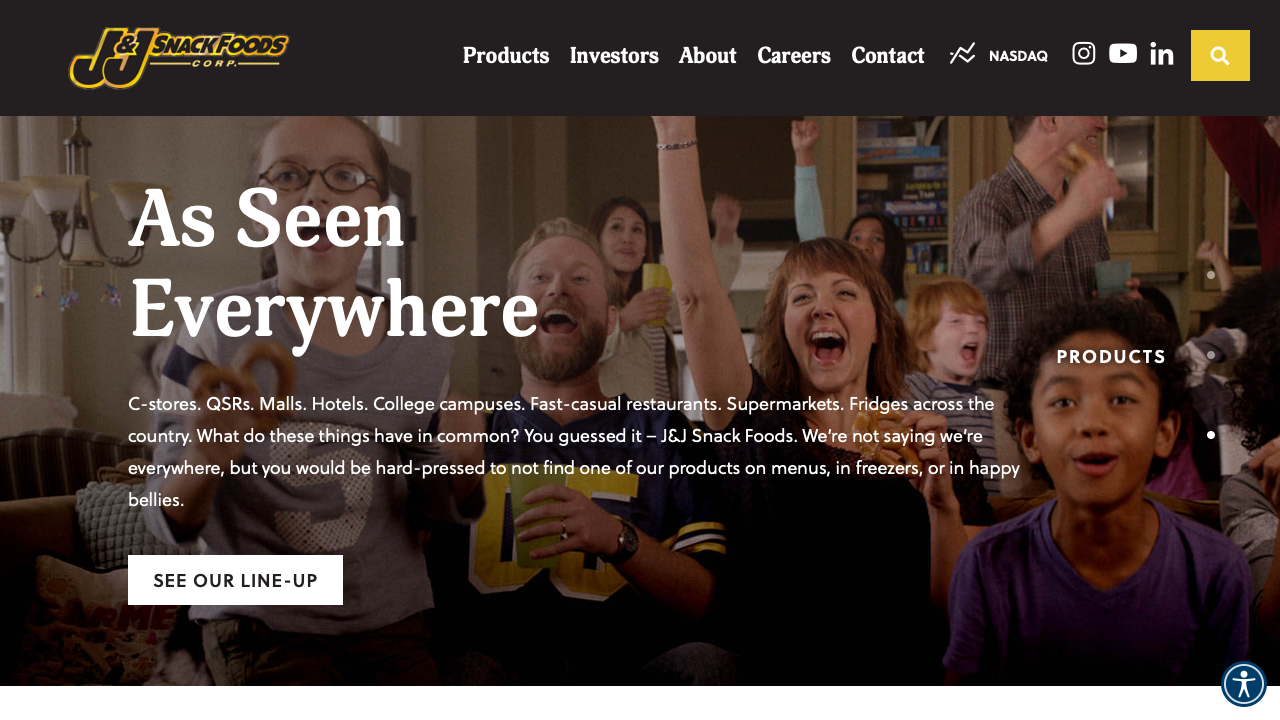 J&J SNACK FOODS
CORP.
Products
Investors
About
Careers
Contact
NASDAQ
As Seen
Everywhere
PRODUCTS
C-stores. QSRs. Malls. Hotels. College campuses. Fast-casual restaurants. Supermarkets. Fridges across the
country. What do these things have in common? You guessed it – J&J Snack Foods. We’re not saying we’re
everywhere, but you would be hard-pressed to not find one of our products on menus, in freezers, or in happy
bellies.
SEE OUR LINE-UP